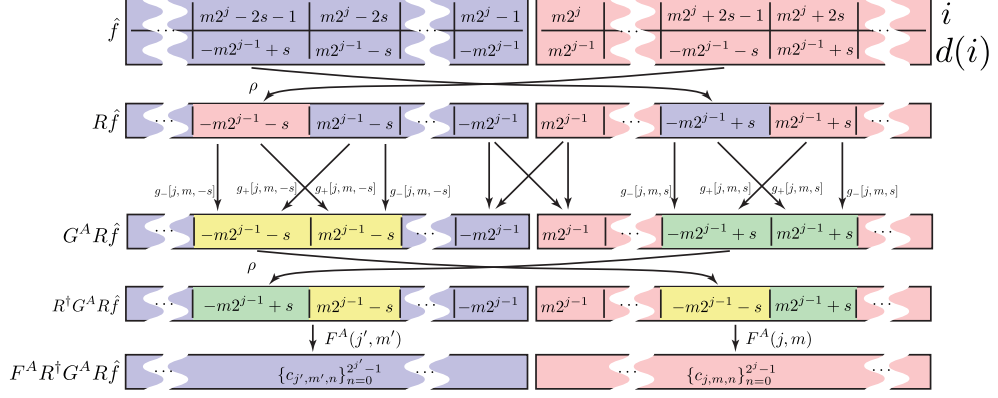 f̂ ··· m2^j − 2s − 1 m2^j − 2s ··· m2^j − 1 m2^j ··· m2^j + 2s − 1 m2^j + 2s ··· i
−m2^{j−1} + s m2^{j−1} − s −m2^{j−1} m2^{j−1} −m2^{j−1} − s m2^{j−1} + s d(i)
ρ
Rf̂ ··· −m2^{j−1} − s m2^{j−1} − s ··· −m2^{j−1} m2^{j−1} ··· −m2^{j−1} + s m2^{j−1} + s ···
g_−[j, m, −s] g_+[j, m, −s] g_+[j, m, −s] g_−[j, m, −s] g_−[j, m, s] g_+[j, m, s] g_+[j, m, s] g_−[j, m, s]
G^A Rf̂ ··· −m2^{j−1} − s m2^{j−1} − s ··· −m2^{j−1} m2^{j−1} ··· −m2^{j−1} + s m2^{j−1} + s ···
ρ
R^†G^A Rf̂ ··· −m2^{j−1} + s m2^{j−1} − s ··· −m2^{j−1} m2^{j−1} ··· −m2^{j−1} − s m2^{j−1} + s ···
F^A(j′, m′) F^A(j, m)
F^A R^†G^A Rf̂ ··· {c_{j′,m′,n}}_{n=0}^{2^{j′}−1} ··· ··· {c_{j,m,n}}_{n=0}^{2^j−1} ···